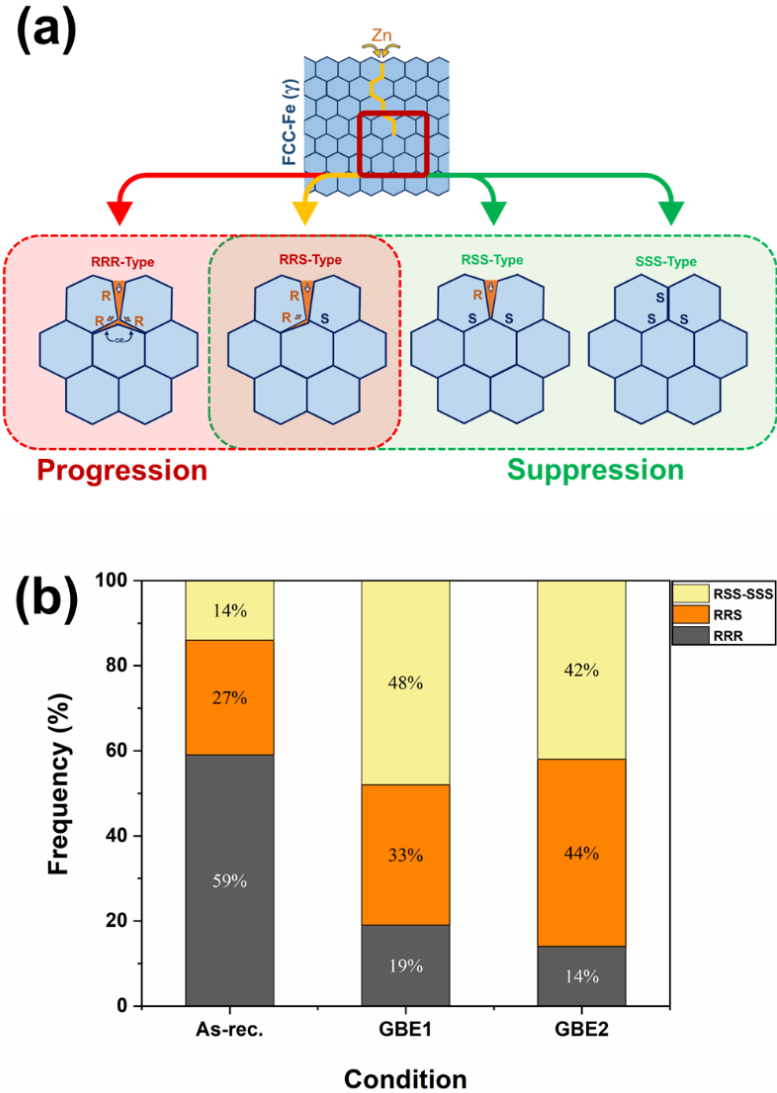 (a)
Zn
FCC-Fe (γ)
RRR-Type
RRS-Type
RSS-Type
SSS-Type
R
R
R
S
R
R
OR
R
S
S
S
S
S
Progression
Suppression
(b)
100
80
60
40
20
0
Frequency (%)
14%
27%
59%
48%
33%
19%
42%
44%
14%
RSS-SSS
RRS
RRR
As-rec.
GBE1
GBE2
Condition